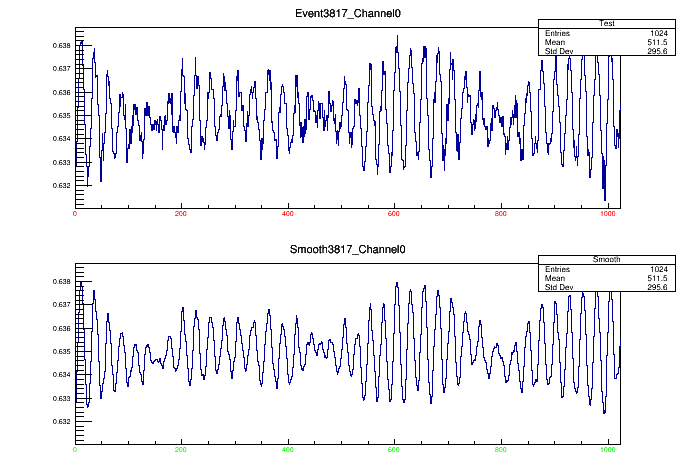 Event3817_Channel0
Test
Entries 1024
Mean 511.5
Std Dev 295.6
0.638
0.637
0.636
0.635
0.634
0.633
0.632
0 200 400 600 800 1000
Smooth3817_Channel0
Smooth
Entries 1024
Mean 511.5
Std Dev 295.6
0.638
0.637
0.636
0.635
0.634
0.633
0.632
0 200 400 600 800 1000